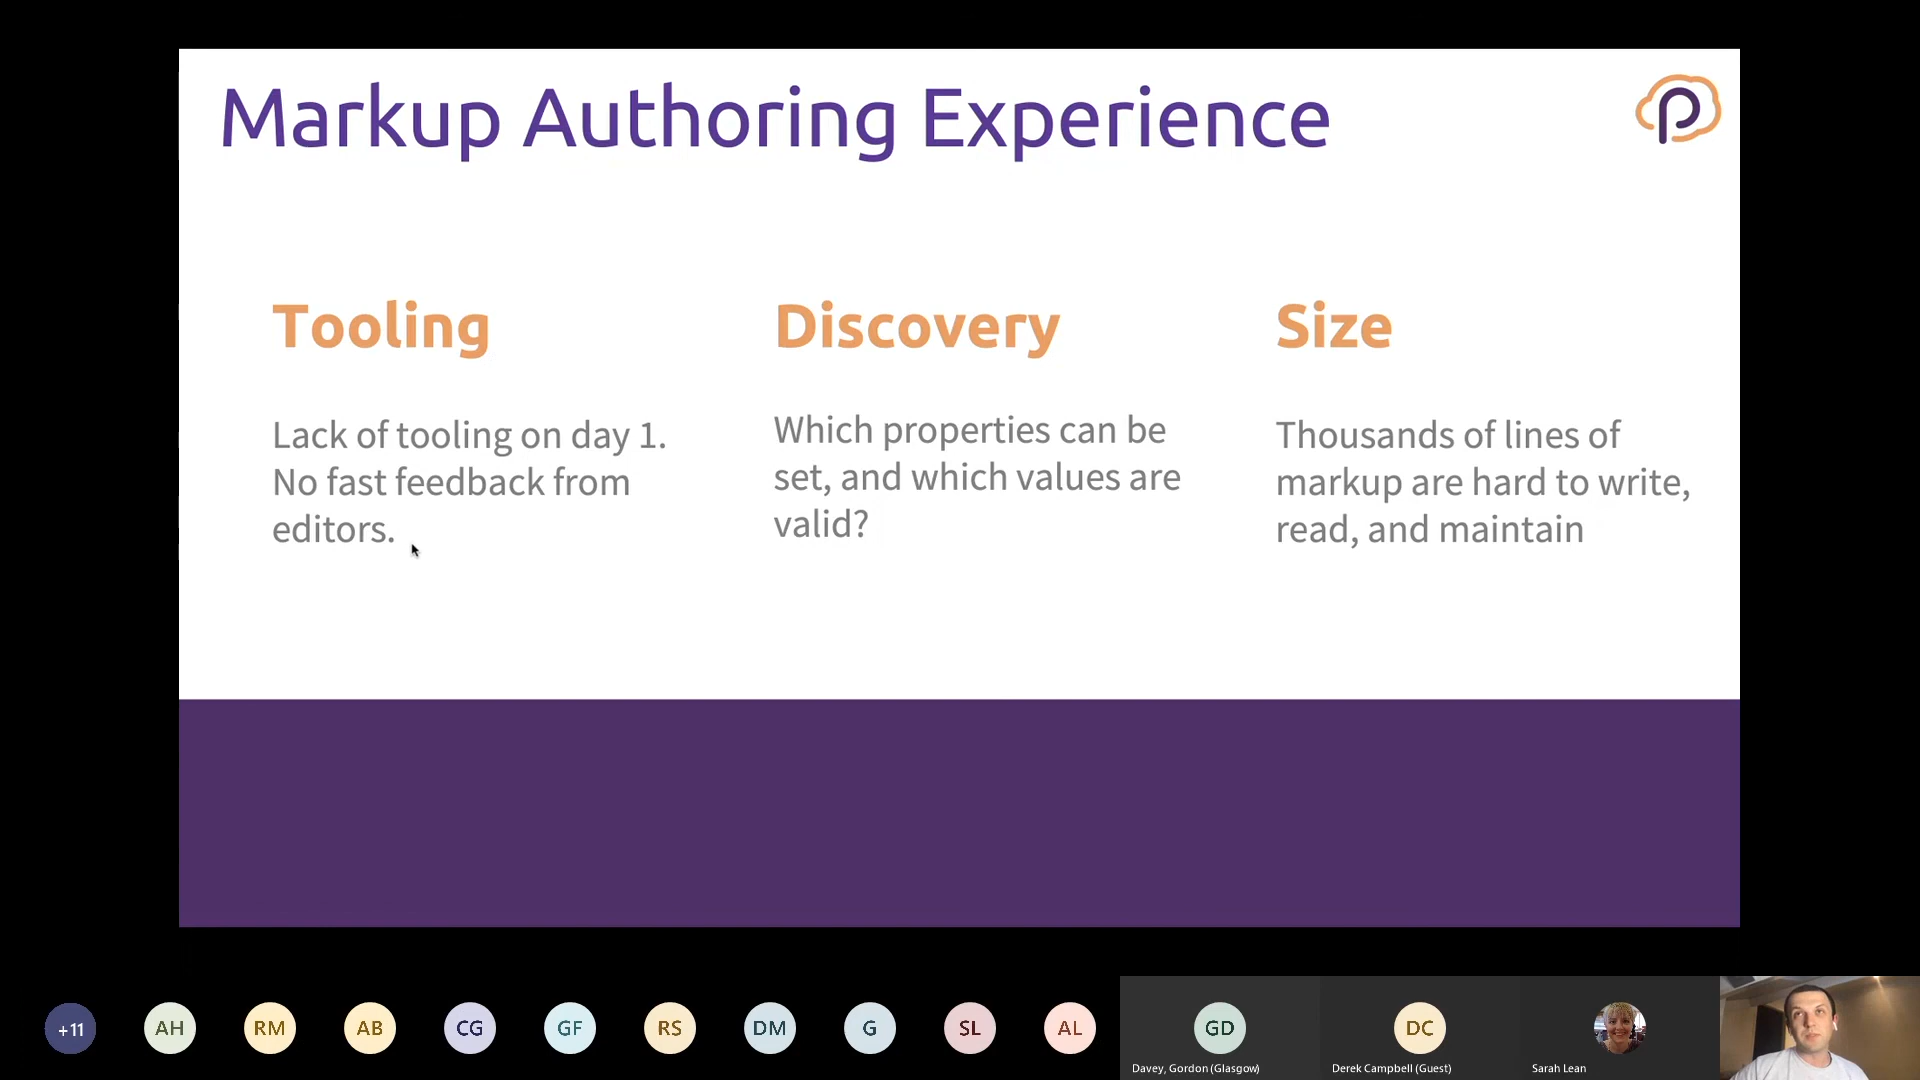 Markup Authoring Experience
Tooling
Lack of tooling on day 1.
No fast feedback from
editors.
Discovery
Which properties can be
set, and which values are
valid?
Size
Thousands of lines of
markup are hard to write,
read, and maintain
+11
AH
RM
AB
CG
GF
RS
DM
G
SL
AL
GD
Davey, Gordon (Glasgow)
DC
Derek Campbell (Guest)
Sarah Lean